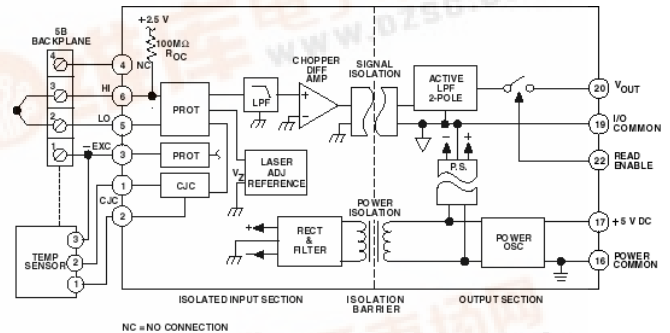 +2.5 V
5B
BACKPLANE
100MΩ
R OC
4
4
NC
3
HI
6
2
LO
5
1
–EXC
3
1
CJC
2
TEMP
SENSOR
3
2
1
PROT
PROT
CJC
LPF
CHOPPER
DIFF
AMP
+
–
V Z
LASER
ADJ
REFERENCE
SIGNAL
ISOLATION
ACTIVE
LPF
2-POLE
– +
P.S.
+
–
RECT
&
FILTER
POWER
ISOLATION
POWER
OSC
20 V OUT
19 I/O
COMMON
22 READ
ENABLE
17 +5 V DC
16 POWER
COMMON
ISOLATED INPUT SECTION
ISOLATION
BARRIER
OUTPUT SECTION
NC = NO CONNECTION